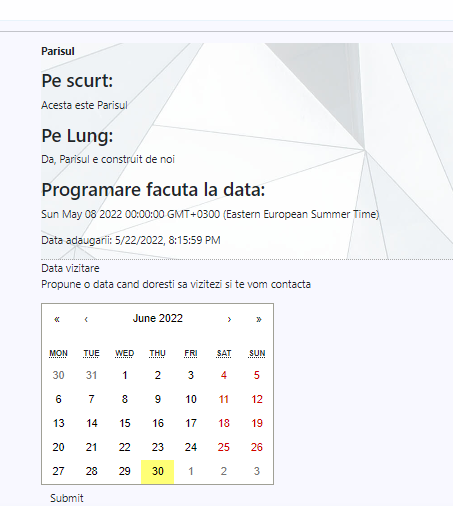 Parisul
Pe scurt:
Acesta este Parisul
Pe Lung:
Da, Parisul e construit de noi
Programare facuta la data:
Sun May 08 2022 00:00:00 GMT+0300 (Eastern European Summer Time)
Data adaugarii: 5/22/2022, 8:15:59 PM
Data vizitare
Propune o data cand doresti sa vizitezi si te vom contacta
« ‹ June 2022 › »
MON TUE WED THU FRI SAT SUN
30 31 1 2 3 4 5
6 7 8 9 10 11 12
13 14 15 16 17 18 19
20 21 22 23 24 25 26
27 28 29 30 1 2 3
Submit